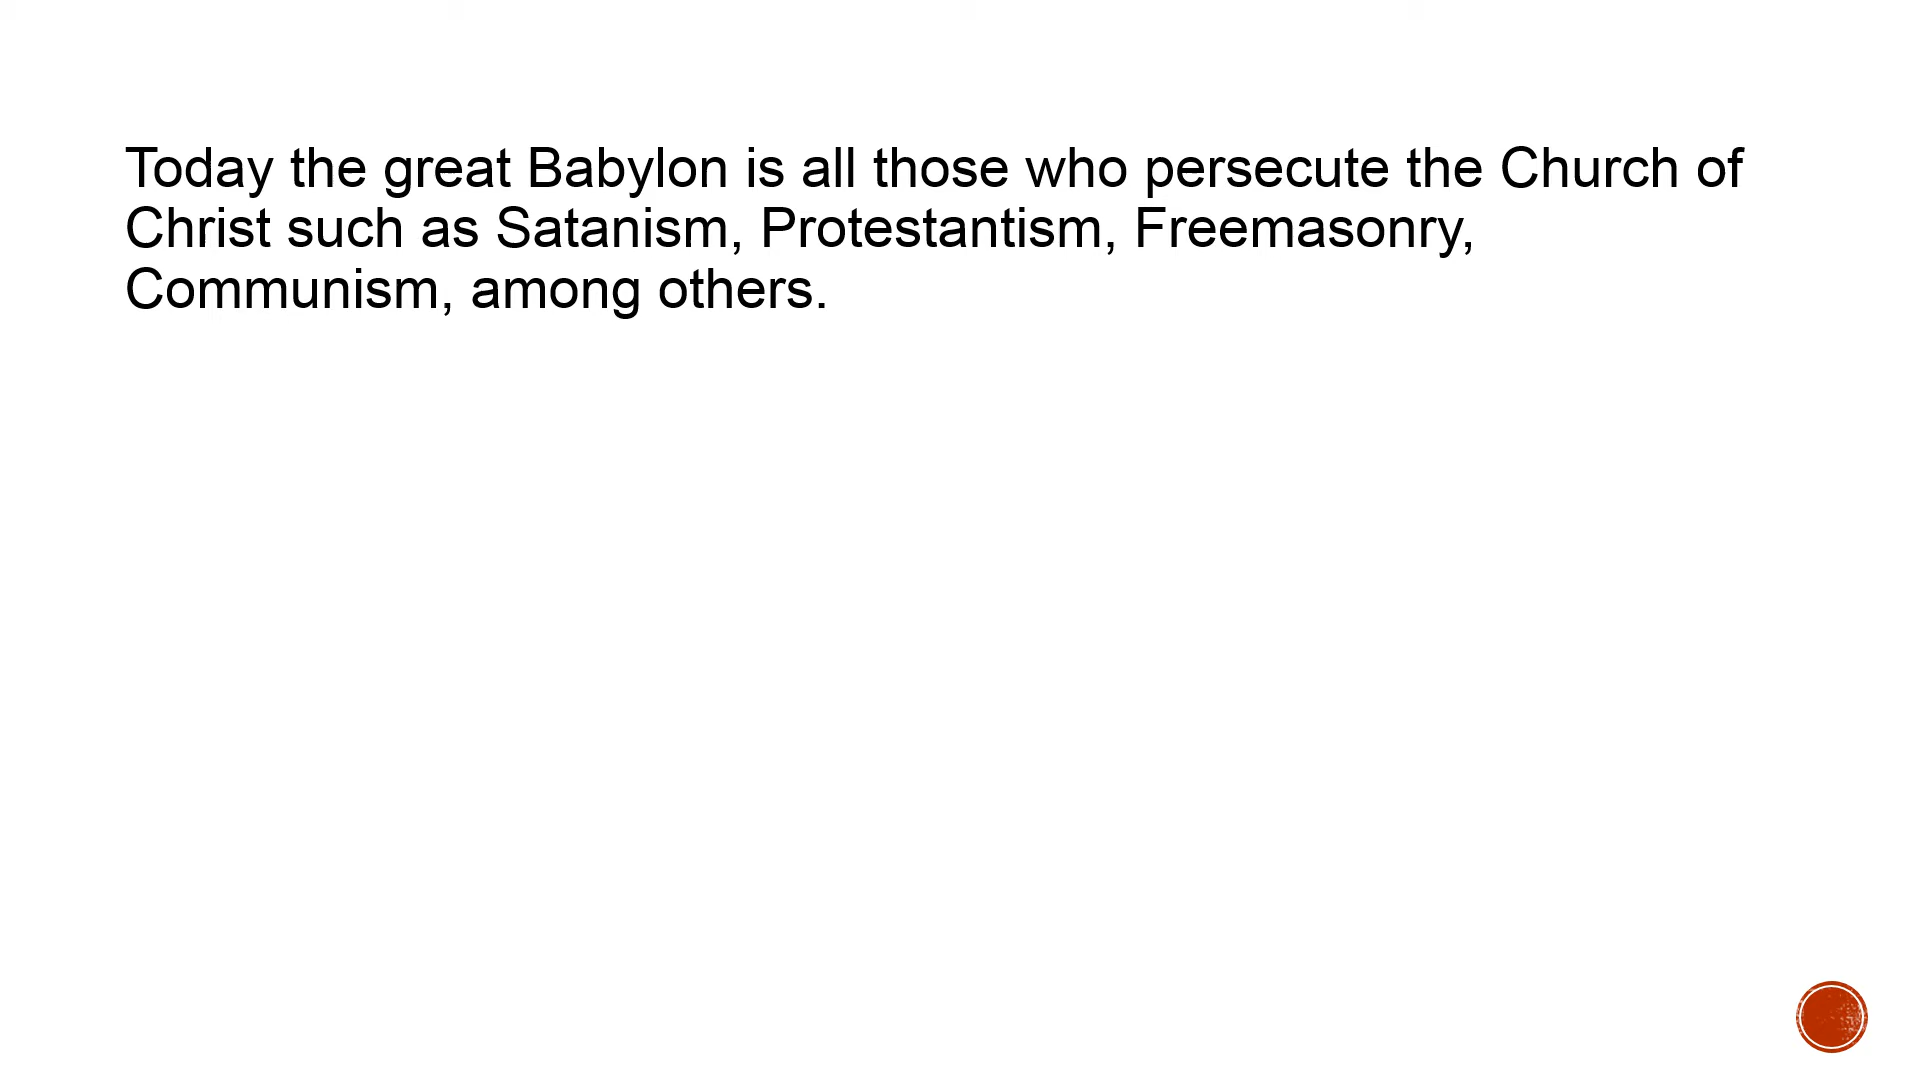 Today the great Babylon is all those who persecute the Church of
Christ such as Satanism, Protestantism, Freemasonry,
Communism, among others.